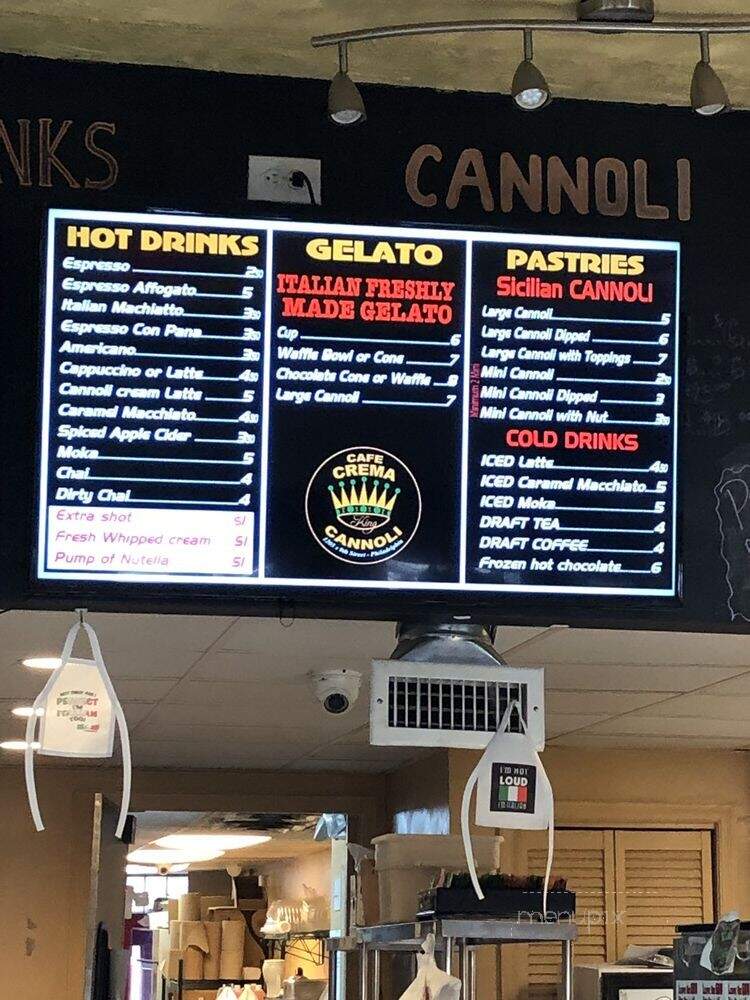 NKS
CANNOLI
HOT DRINKS
Espresso 2.50
Espresso Affogato 5
Italian Machiatto 3.50
Espresso Con Pana 3.50
Americano 3.50
Cappuccino or Latte 4.50
Cannoli cream Latte 5
Caramel Macchiato 4.50
Spiced Apple Cider 3.50
Moka 5
Chai 4
Dirty Chai 4
Extra shot $1
Fresh Whipped cream $1
Pump of Nutella $1
GELATO
ITALIAN FRESHLY
MADE GELATO
Cup 6
Waffle Bowl or Cone 7
Chocolate Cone or Waffle 8
Large Cannoli 7
CAFE
CREMA
King
CANNOLI
PASTRIES
Sicilian CANNOLI
Large Cannoli 5
Large Cannoli Dipped 6
Large Cannoli with Toppings 7
Minimum 2 Mini
Mini Cannoli 2.50
Mini Cannoli Dipped 3
Mini Cannoli with Nut 3.50
COLD DRINKS
ICED Latte 4.50
ICED Caramel Macchiato 5
ICED Moka 5
DRAFT TEA 4
DRAFT COFFEE 4
Frozen hot chocolate 6
I'M NOT
LOUD
I'M ITALIAN
menupix